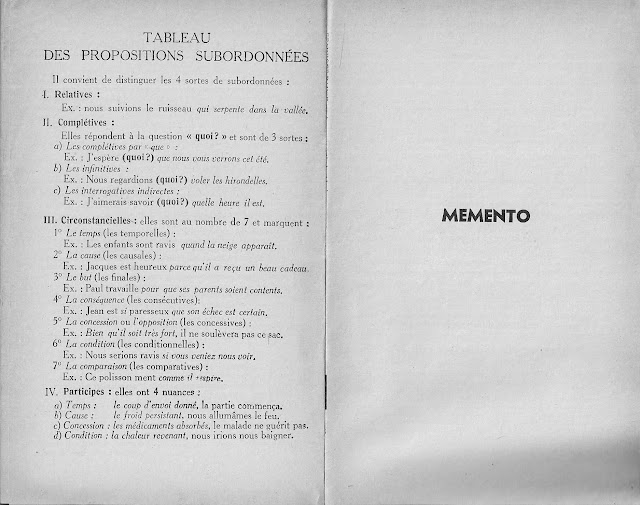 TABLEAU
DES PROPOSITIONS SUBORDONNÉES
Il convient de distinguer les 4 sortes de subordonnées :
I. Relatives :
Ex. : nous suivions le ruisseau qui serpente dans la vallée.
II. Complétives :
Elles répondent à la question « quoi? » et sont de 3 sortes :
a) Les complétives par « que » :
Ex. : J'espère (quoi?) que nous vous verrons cet été.
b) Les infinitives :
Ex. : Nous regardions (quoi?) voler les hirondelles.
c) Les interrogatives indirectes :
Ex. : J'aimerais savoir (quoi?) quelle heure il est.
III. Circonstancielles : elles sont au nombre de 7 et marquent :
1° Le temps (les temporelles) :
Ex. : Les enfants sont ravis quand la neige apparaît.
2° La cause (les causales) :
Ex. : Jacques est heureux parce qu'il a reçu un beau cadeau.
3° Le but (les finales) :
Ex. : Paul travaille pour que ses parents soient contents.
4° La conséquence (les consécutives):
Ex. : Jean est si paresseux que son échec est certain.
5° La concession ou l'opposition (les concessives) :
Ex. : Bien qu'il soit très fort, il ne soulèvera pas ce sac.
6° La condition (les conditionnelles) :
Ex. : Nous serions ravis si vous veniez nous voir.
7° La comparaison (les comparatives) :
Ex. : Ce polisson ment comme il respire.
IV. Participes : elles ont 4 nuances :
a) Temps : le coup d'envoi donné, la partie commença.
b) Cause : le froid persistant, nous allumâmes le feu.
c) Concession : les médicaments absorbés, le malade ne guérit pas.
d) Condition : la chaleur revenant, nous irions nous baigner.
MEMENTO